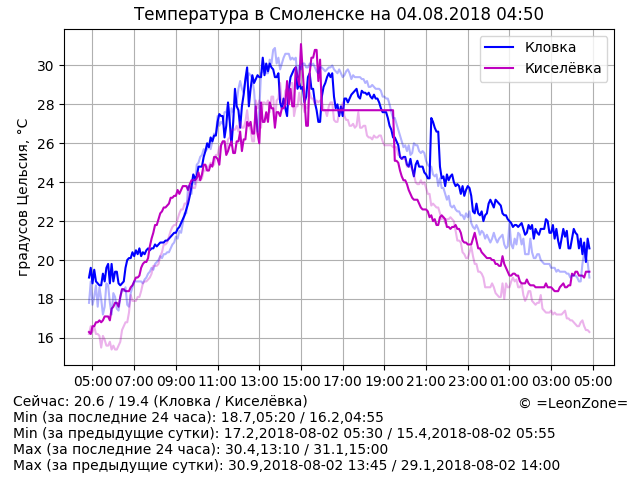 Температура в Смоленске на 04.08.2018 04:50
градусов Цельсия, °C
30
28
26
24
22
20
18
16
Кловка
Киселёвка
05:00 07:00 09:00 11:00 13:00 15:00 17:00 19:00 21:00 23:00 01:00 03:00 05:00
Сейчас: 20.6 / 19.4 (Кловка / Киселёвка)
© =LeonZone=
Min (за последние 24 часа): 18.7,05:20 / 16.2,04:55
Min (за предыдущие сутки): 17.2,2018-08-02 05:30 / 15.4,2018-08-02 05:55
Max (за последние 24 часа): 30.4,13:10 / 31.1,15:00
Max (за предыдущие сутки): 30.9,2018-08-02 13:45 / 29.1,2018-08-02 14:00